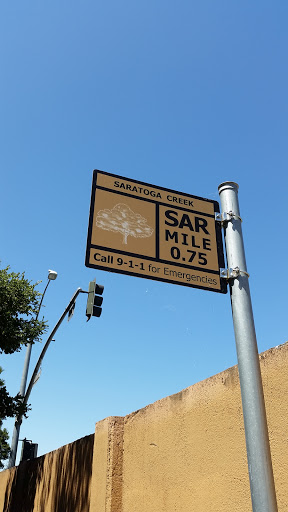 SARATOGA CREEK
SAR
MILE
0.75
Call 9-1-1 for Emergencies